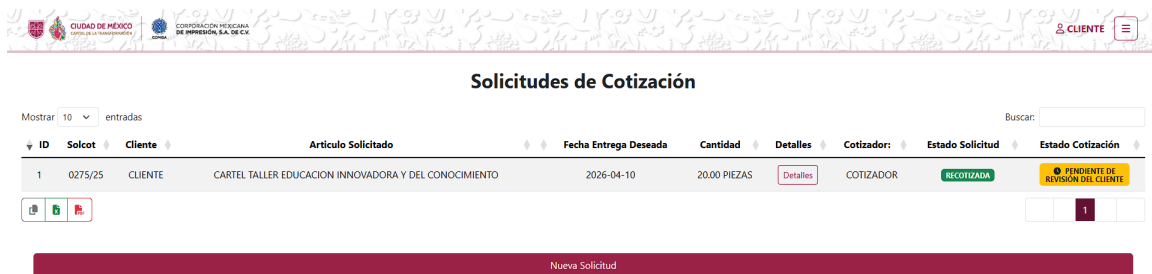 CIUDAD DE MÉXICO
CAPITAL DE LA TRANSFORMACIÓN
COMISA
CORPORACIÓN MEXICANA
DE IMPRESIÓN, S.A. DE C.V.
CLIENTE
Solicitudes de Cotización
Mostrar 10 entradas
Buscar:
ID Solcot Cliente Articulo Solicitado Fecha Entrega Deseada Cantidad Detalles Cotizador: Estado Solicitud Estado Cotización
1 0275/25 CLIENTE CARTEL TALLER EDUCACION INNOVADORA Y DEL CONOCIMIENTO 2026-04-10 20.00 PIEZAS Detalles COTIZADOR RECOTIZADA PENDIENTE DE
REVISIÓN DEL CLIENTE
PDF
1
Nueva Solicitud